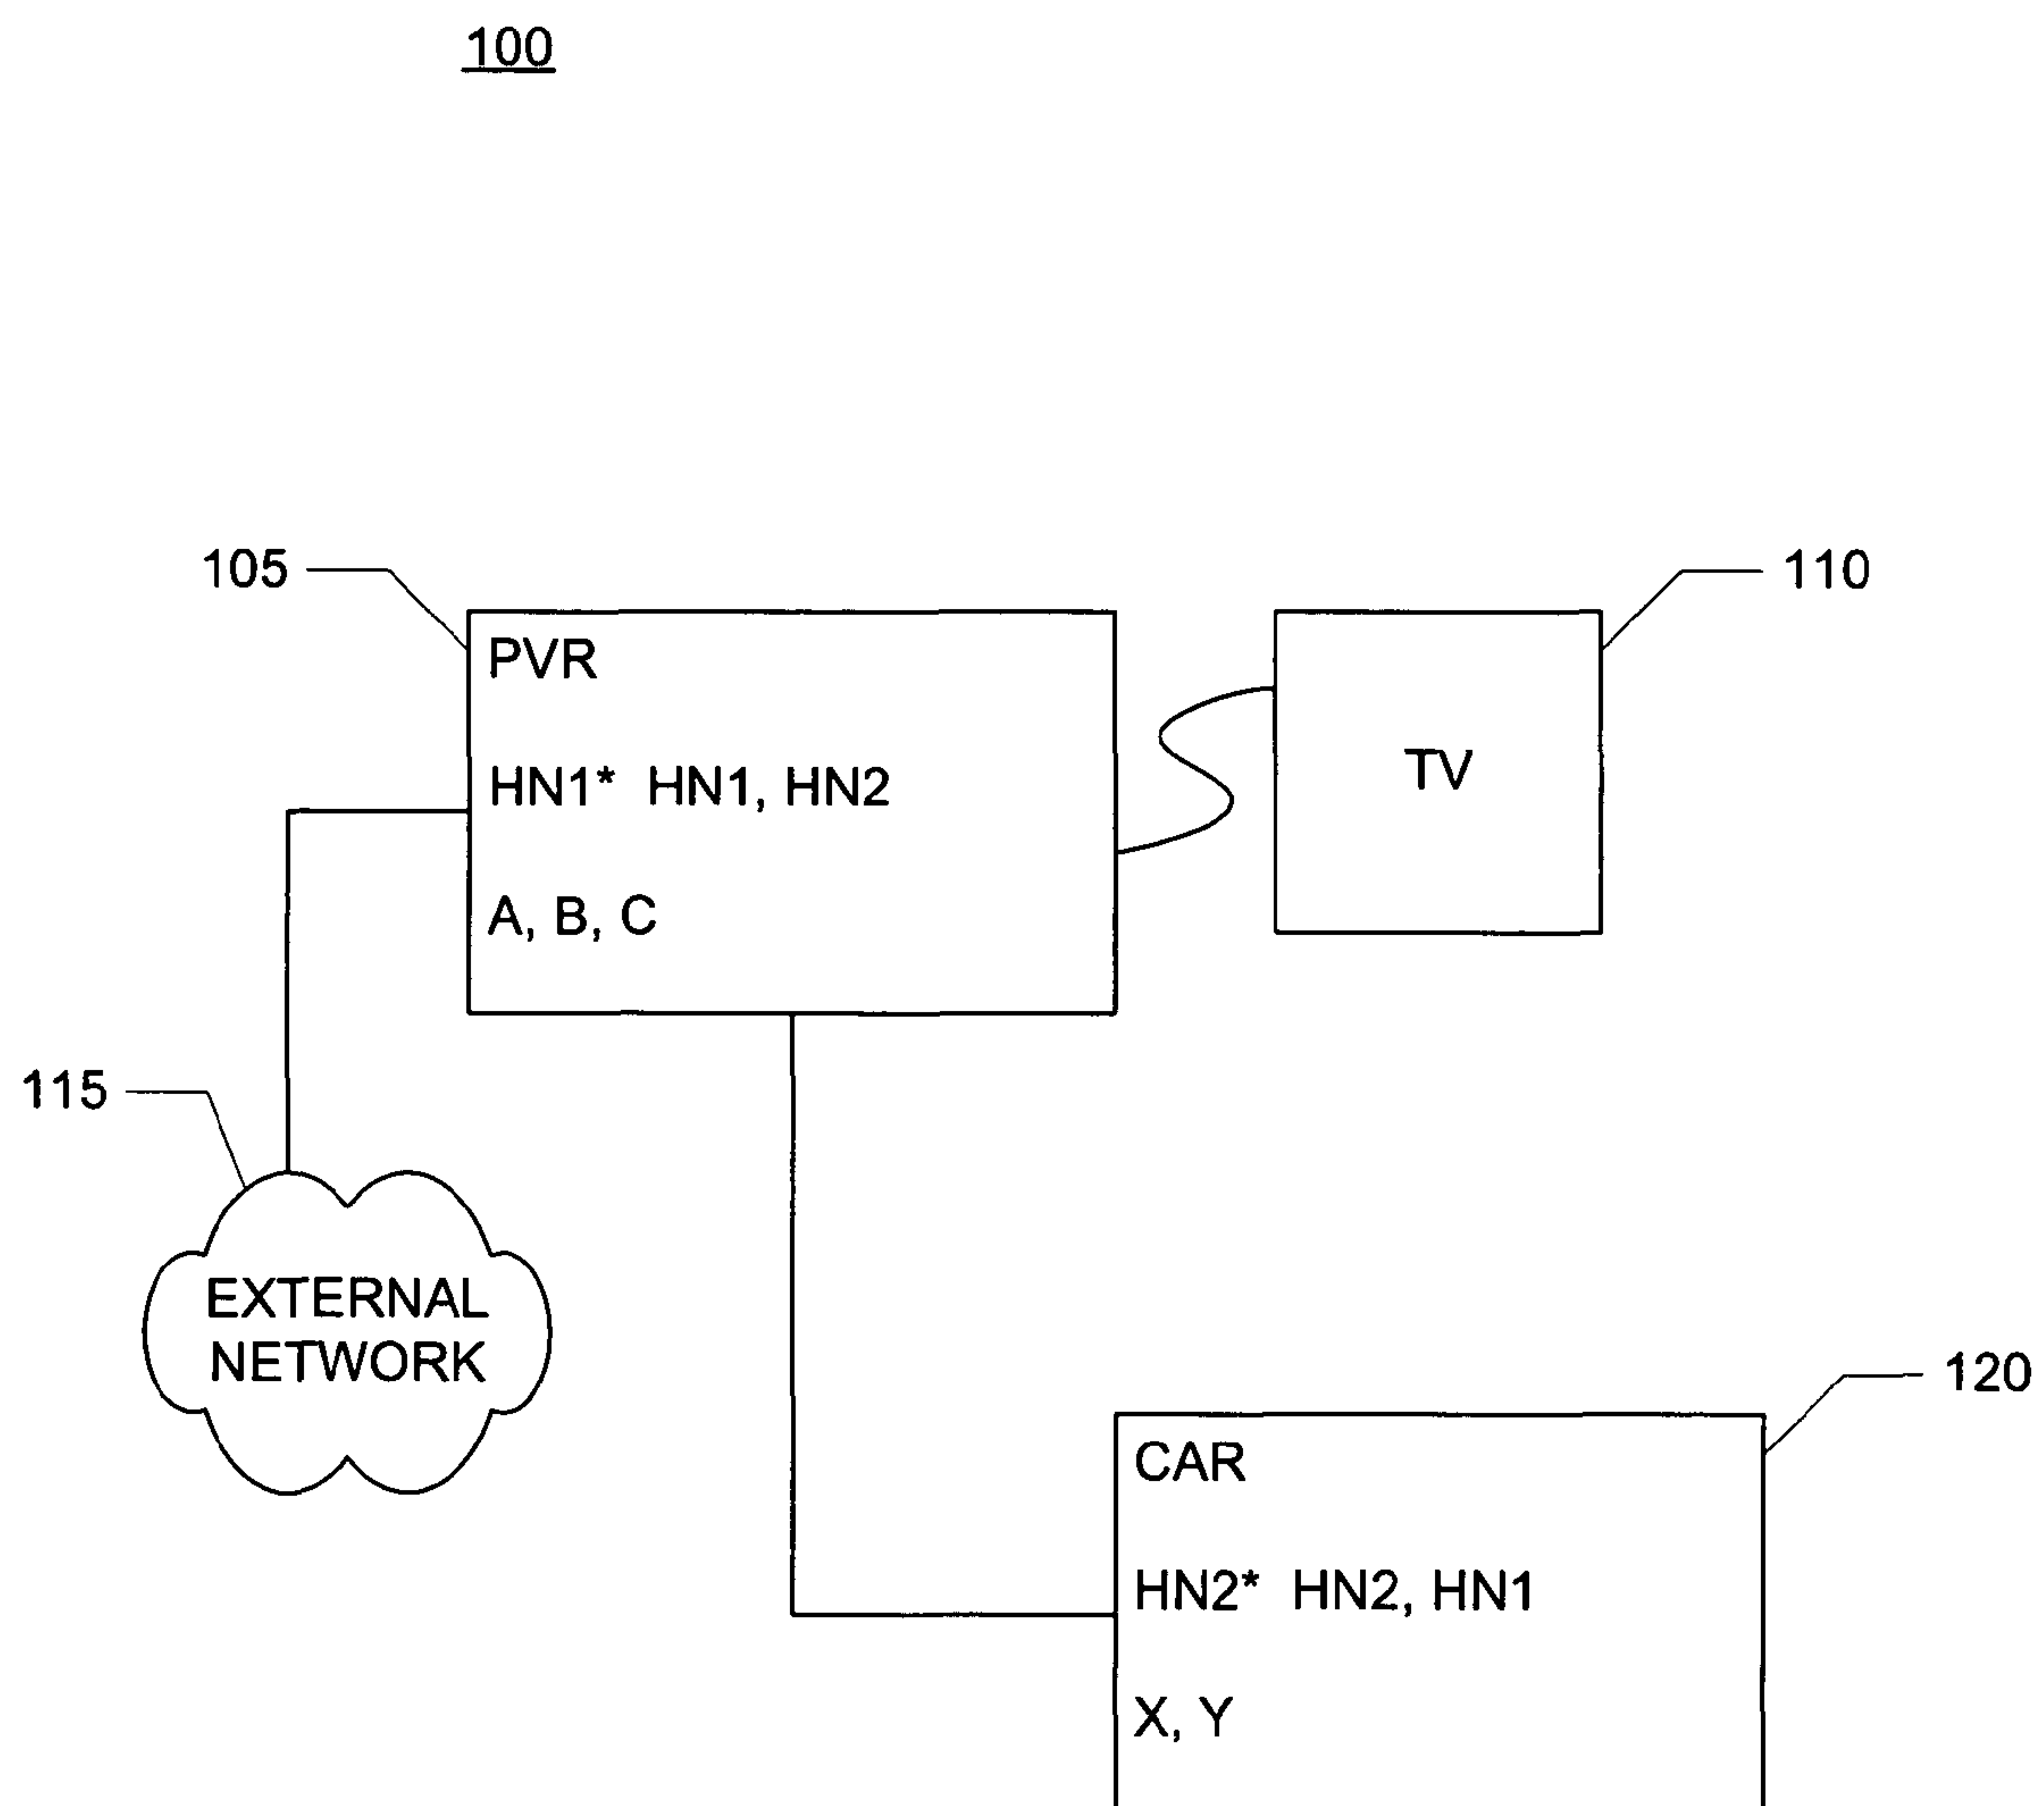 100
105
110
PVR
HN1* HN1, HN2
A, B, C
TV
115
EXTERNAL
NETWORK
120
CAR
HN2* HN2, HN1
X, Y